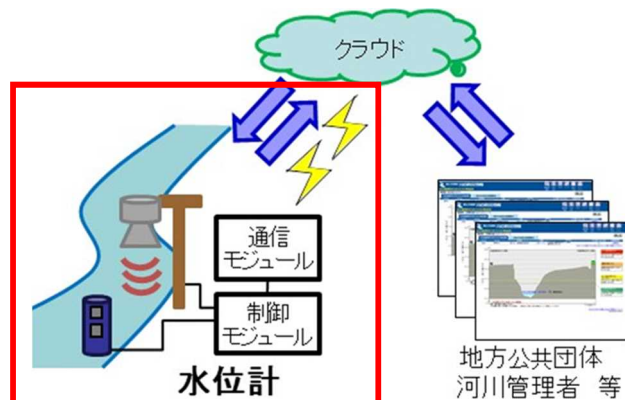 クラウド
通信
モジュール
制御
モジュール
水位計
地方公共団体
河川管理者 等